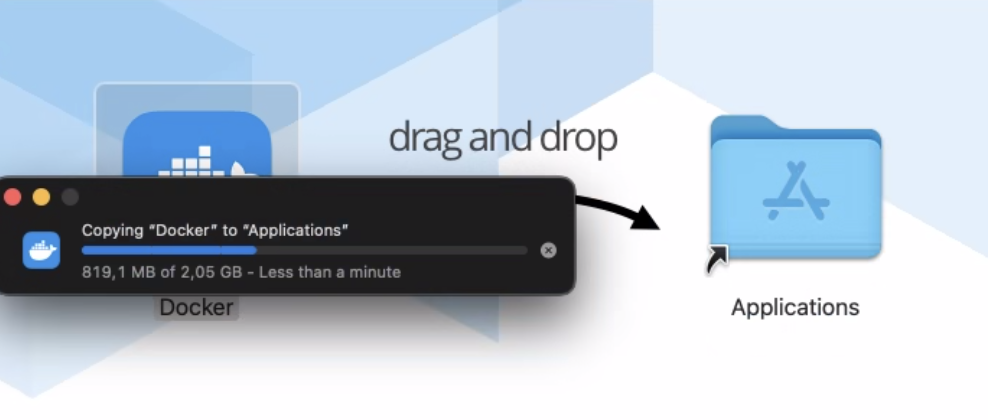 drag and drop
Copying “Docker” to “Applications”
819,1 MB of 2,05 GB - Less than a minute
Docker
Applications